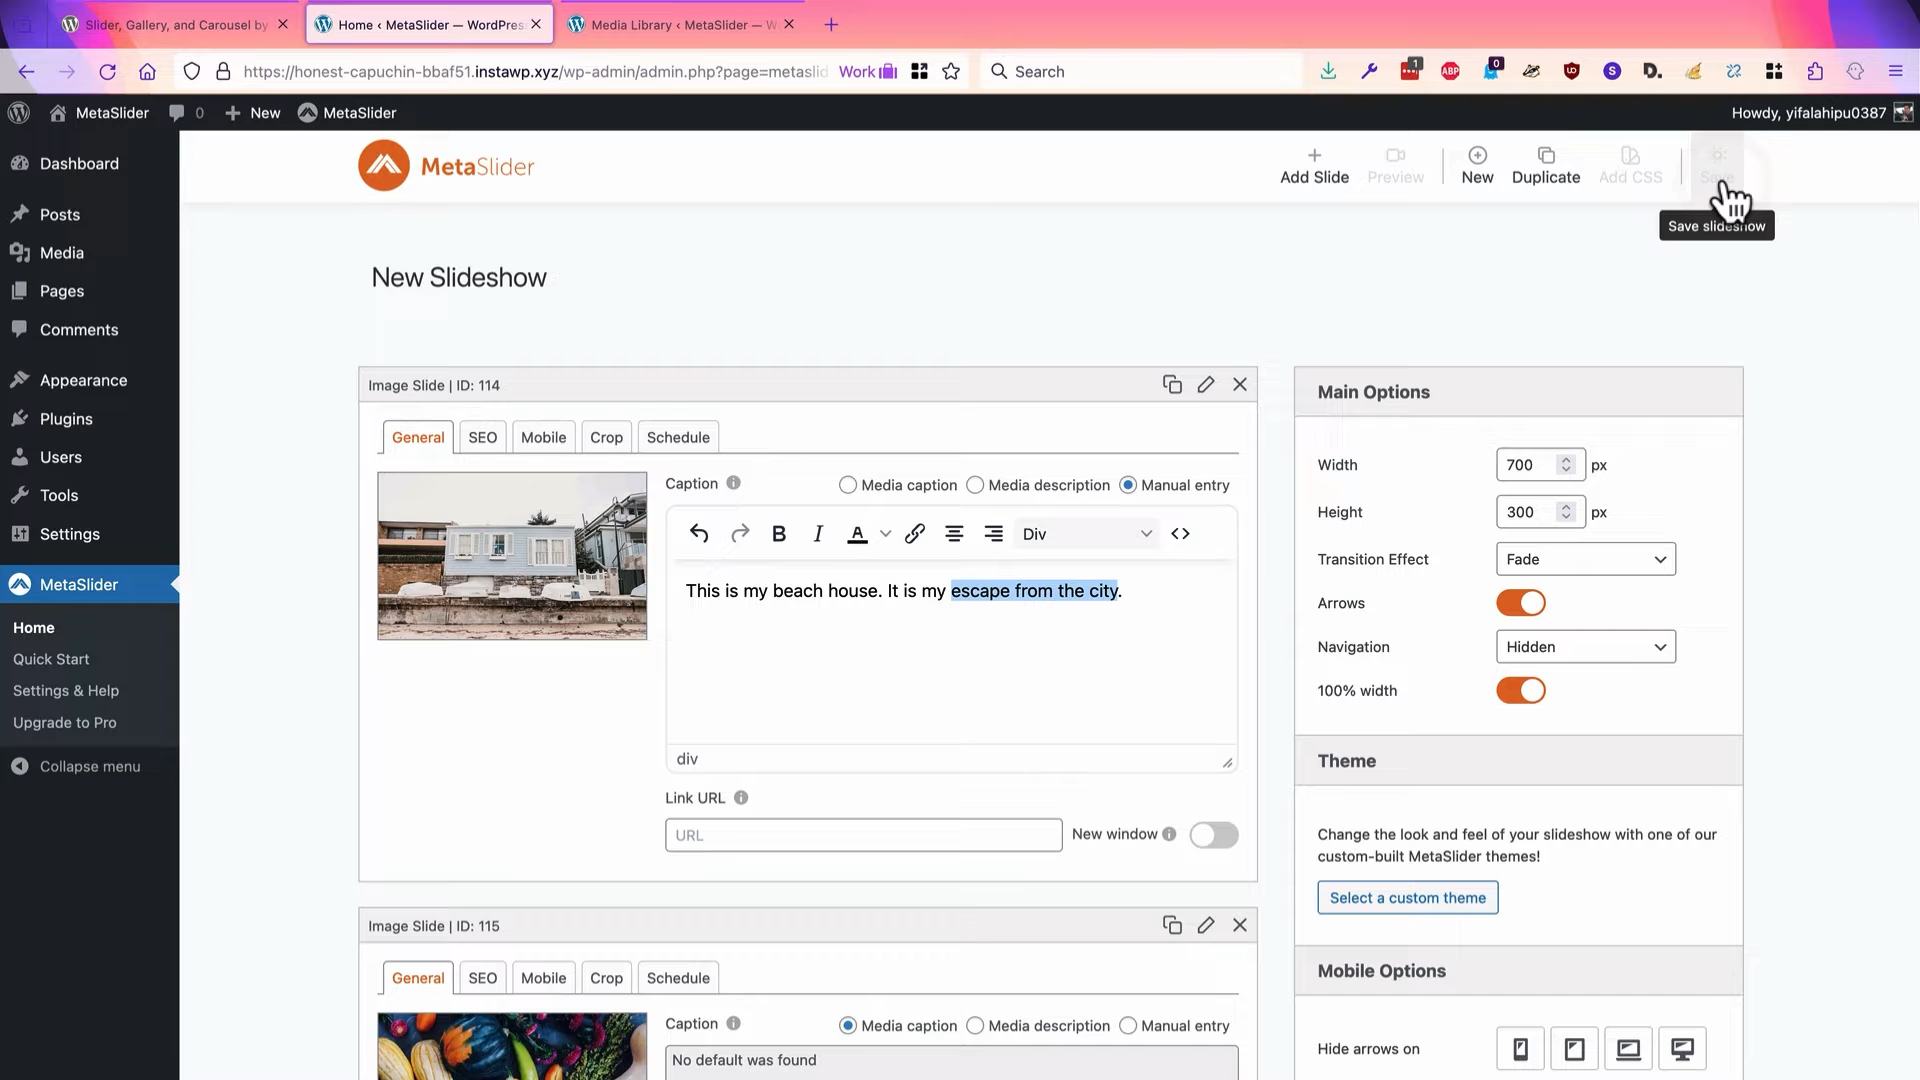 Slider, Gallery, and Carousel by
Home ‹ MetaSlider — WordPress
Media Library ‹ MetaSlider — W
https://honest-capuchin-bbaf51.instawp.xyz/wp-admin/admin.php?page=metaslid
Work
Search
1
ABP
0
S
D.
MetaSlider
0
New
MetaSlider
Howdy, yifalahipu0387
Dashboard
Posts
Media
Pages
Comments
Appearance
Plugins
Users
Tools
Settings
MetaSlider
Home
Quick Start
Settings & Help
Upgrade to Pro
Collapse menu
MetaSlider
Add Slide
Preview
New
Duplicate
Add CSS
Save
Save slideshow
New Slideshow
Image Slide | ID: 114
General
SEO
Mobile
Crop
Schedule
Caption
Media caption
Media description
Manual entry
B
I
A
Div
This is my beach house. It is my escape from the city.
div
Link URL
URL
New window
Image Slide | ID: 115
General
SEO
Mobile
Crop
Schedule
Caption
Media caption
Media description
Manual entry
No default was found
Main Options
Width
700
px
Height
300
px
Transition Effect
Fade
Arrows
Navigation
Hidden
100% width
Theme
Change the look and feel of your slideshow with one of our
custom-built MetaSlider themes!
Select a custom theme
Mobile Options
Hide arrows on